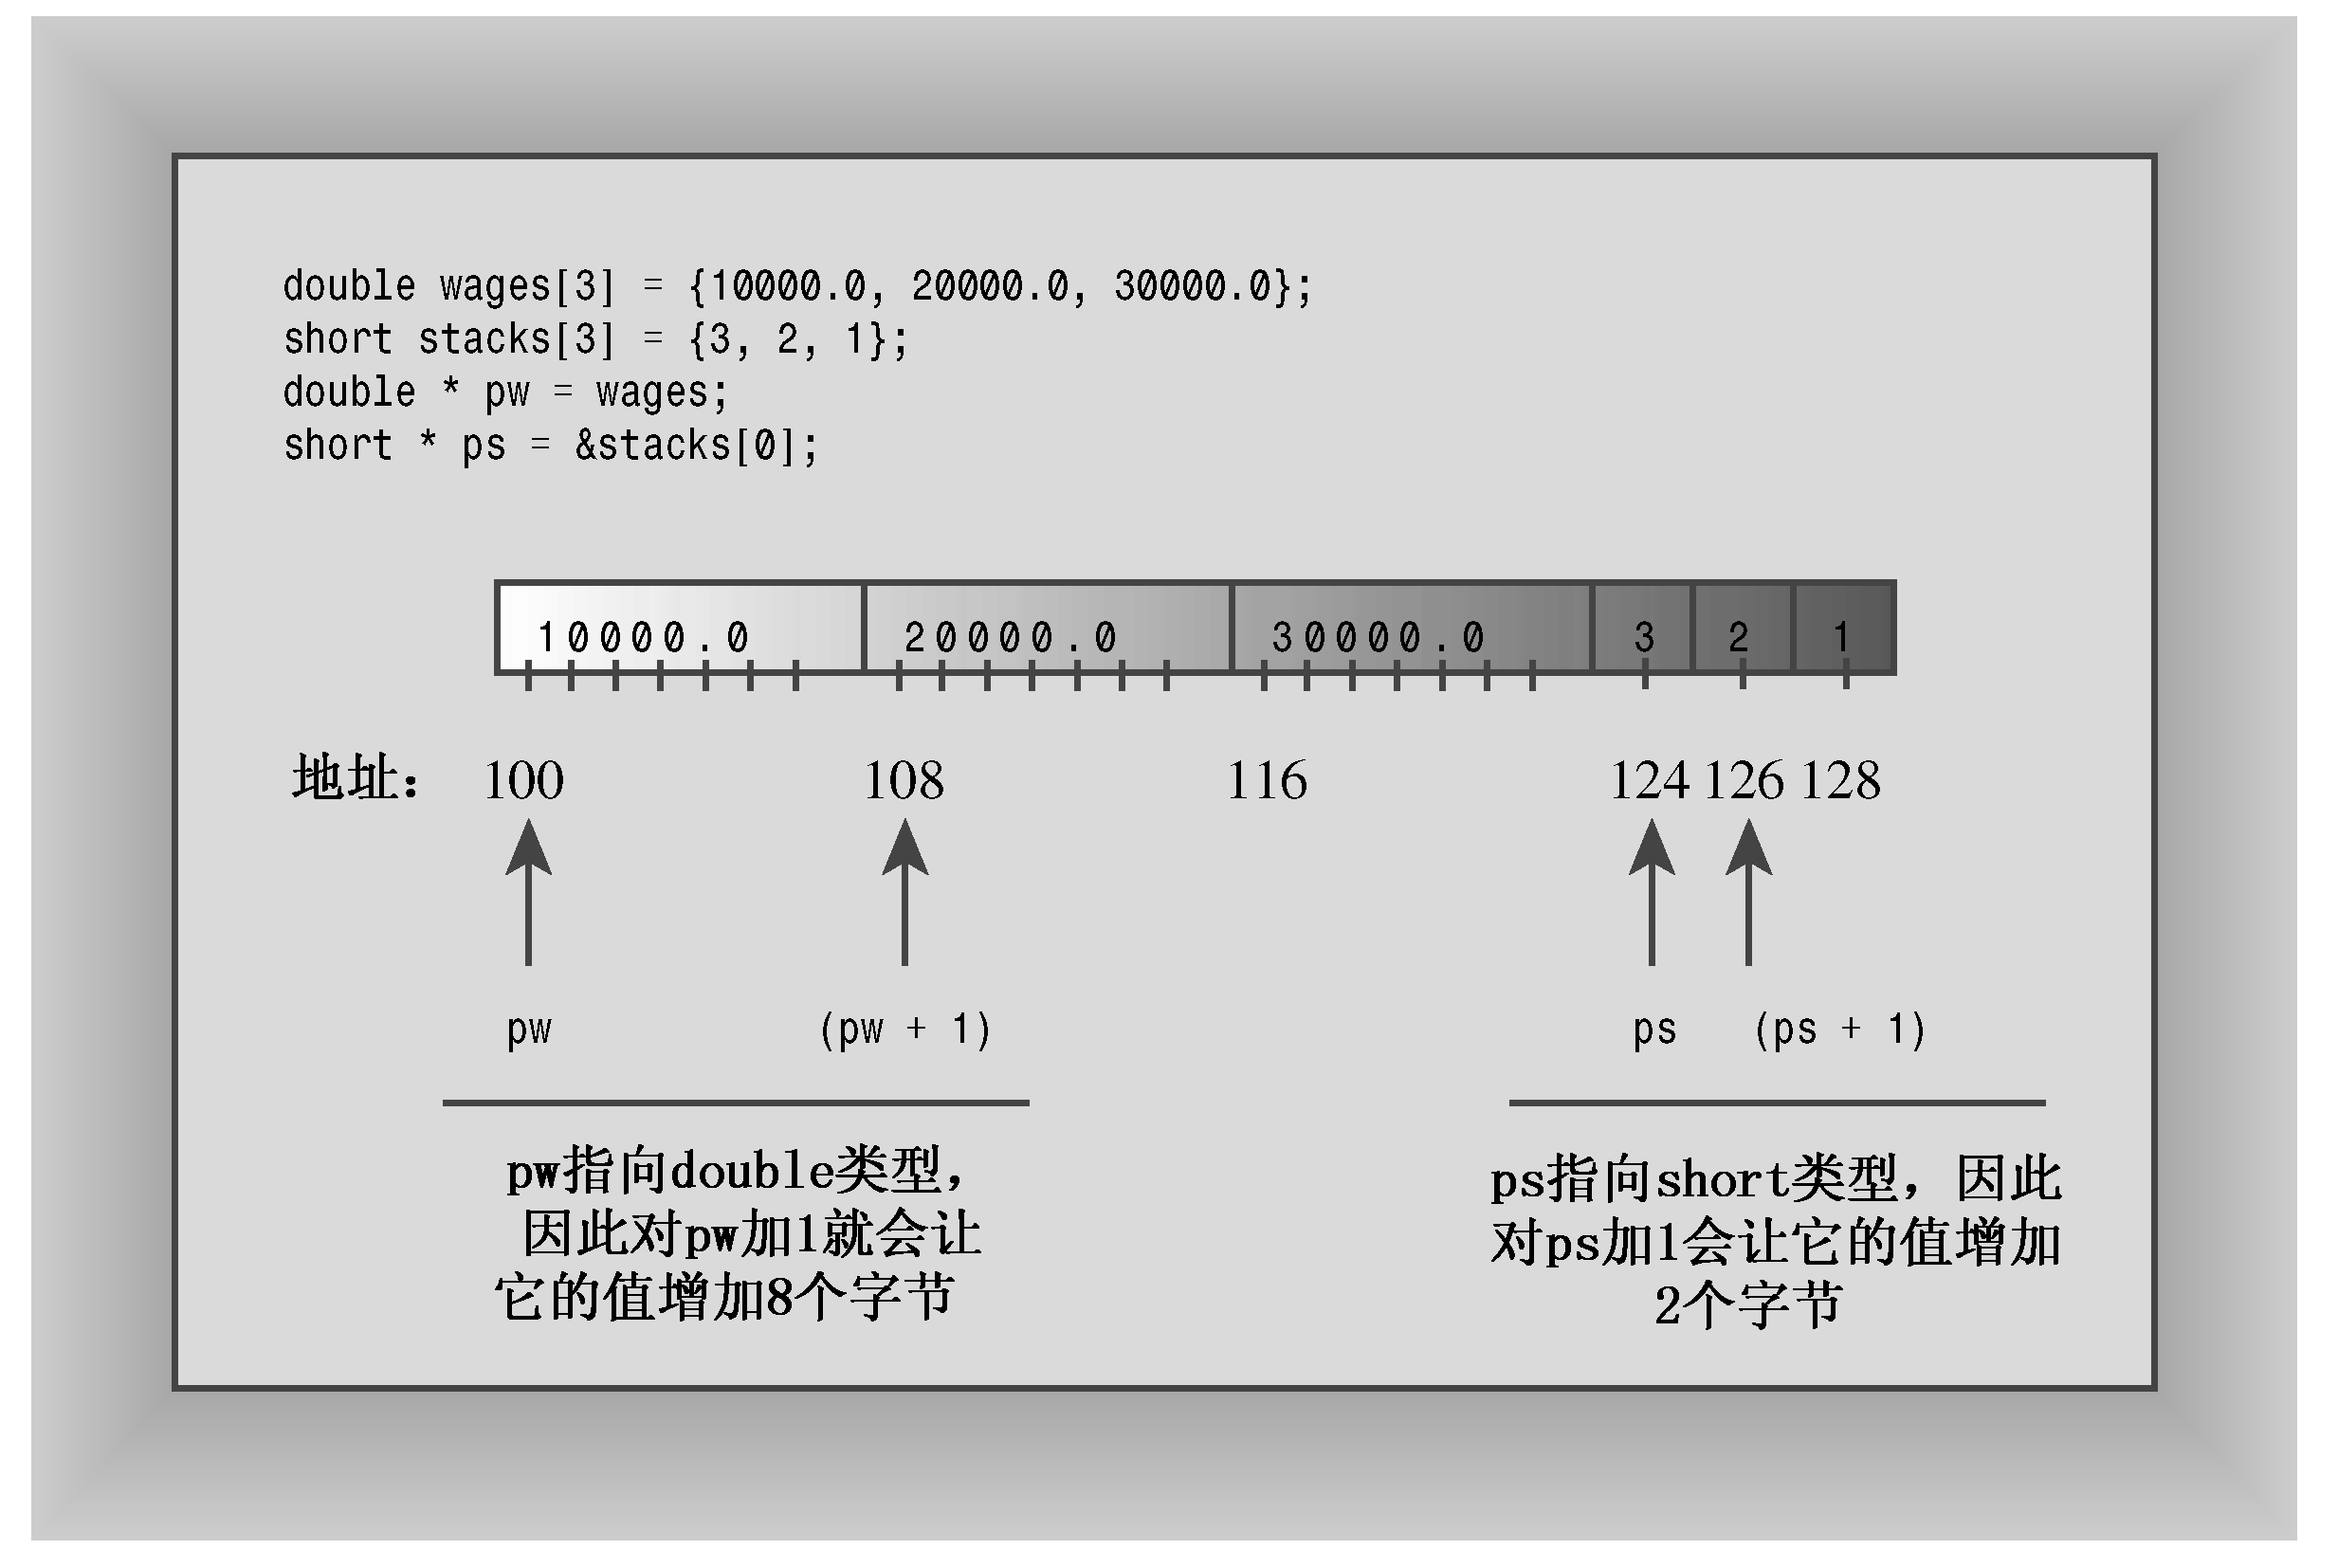 double wages[3] = {10000.0, 20000.0, 30000.0};
short stacks[3] = {3, 2, 1};
double * pw = wages;
short * ps = &stacks[0];
10000.0 20000.0 30000.0 3 2 1
地址： 100 108 116 124 126 128
pw (pw + 1) ps (ps + 1)
pw指向double类型，
因此对pw加1就会让
它的值增加8个字节
ps指向short类型，因此
对ps加1会让它的值增加
2个字节